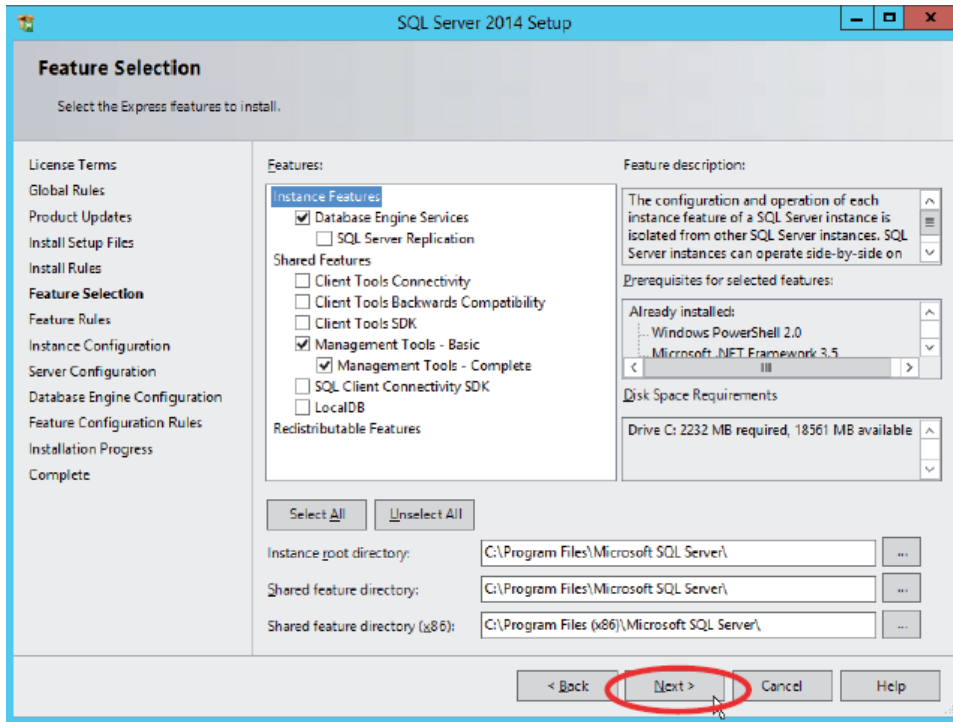 SQL Server 2014 Setup
Feature Selection
Select the Express features to install.
License Terms
Global Rules
Product Updates
Install Setup Files
Install Rules
Feature Selection
Feature Rules
Instance Configuration
Server Configuration
Database Engine Configuration
Feature Configuration Rules
Installation Progress
Complete
Features:
Instance Features
Database Engine Services
SQL Server Replication
Shared Features
Client Tools Connectivity
Client Tools Backwards Compatibility
Client Tools SDK
Management Tools - Basic
Management Tools - Complete
SQL Client Connectivity SDK
LocalDB
Redistributable Features
Feature description:
The configuration and operation of each
instance feature of a SQL Server instance is
isolated from other SQL Server instances. SQL
Server instances can operate side-by-side on
Prerequisites for selected features:
Already installed:
Windows PowerShell 2.0
Microsoft .NET Framework 3.5
Disk Space Requirements
Drive C: 2232 MB required, 18561 MB available
Select All
Unselect All
Instance root directory:
C:\Program Files\Microsoft SQL Server\
...
Shared feature directory:
C:\Program Files\Microsoft SQL Server\
...
Shared feature directory (x86):
C:\Program Files (x86)\Microsoft SQL Server\
...
< Back
Next >
Cancel
Help